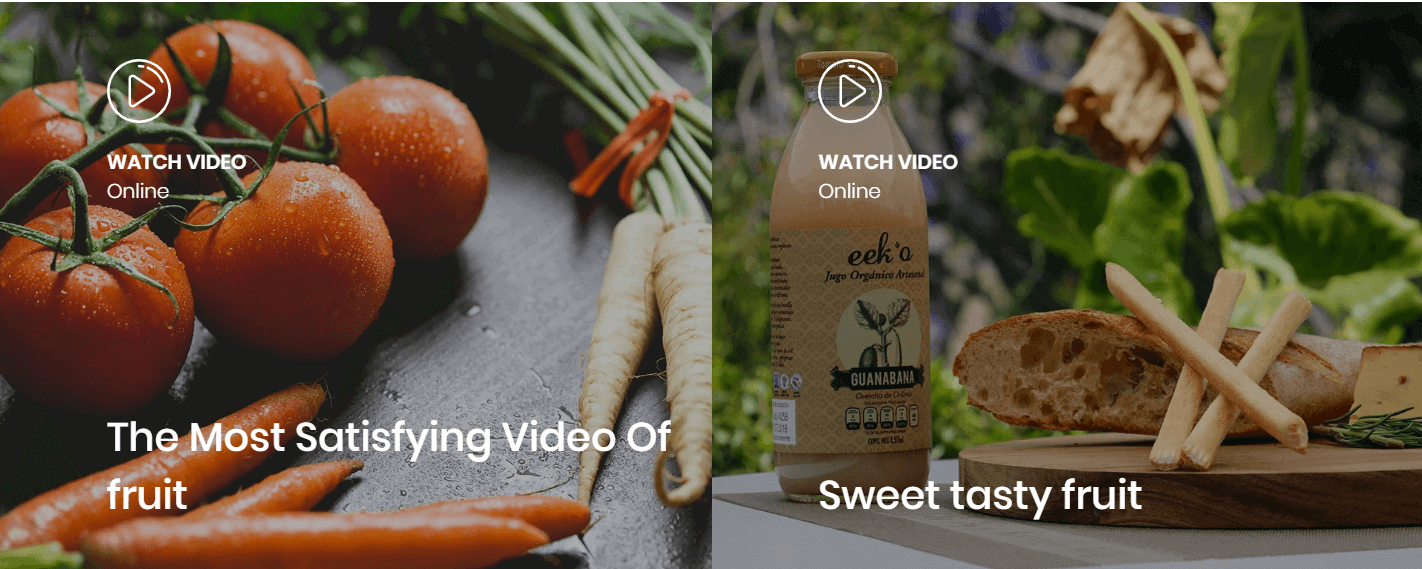 WATCH VIDEO
Online
The Most Satisfying Video Of
fruit
WATCH VIDEO
Online
eek'o
Jugo Orgánico Artesanal
GUANABANA
Cosecha de Colima
Sweet tasty fruit